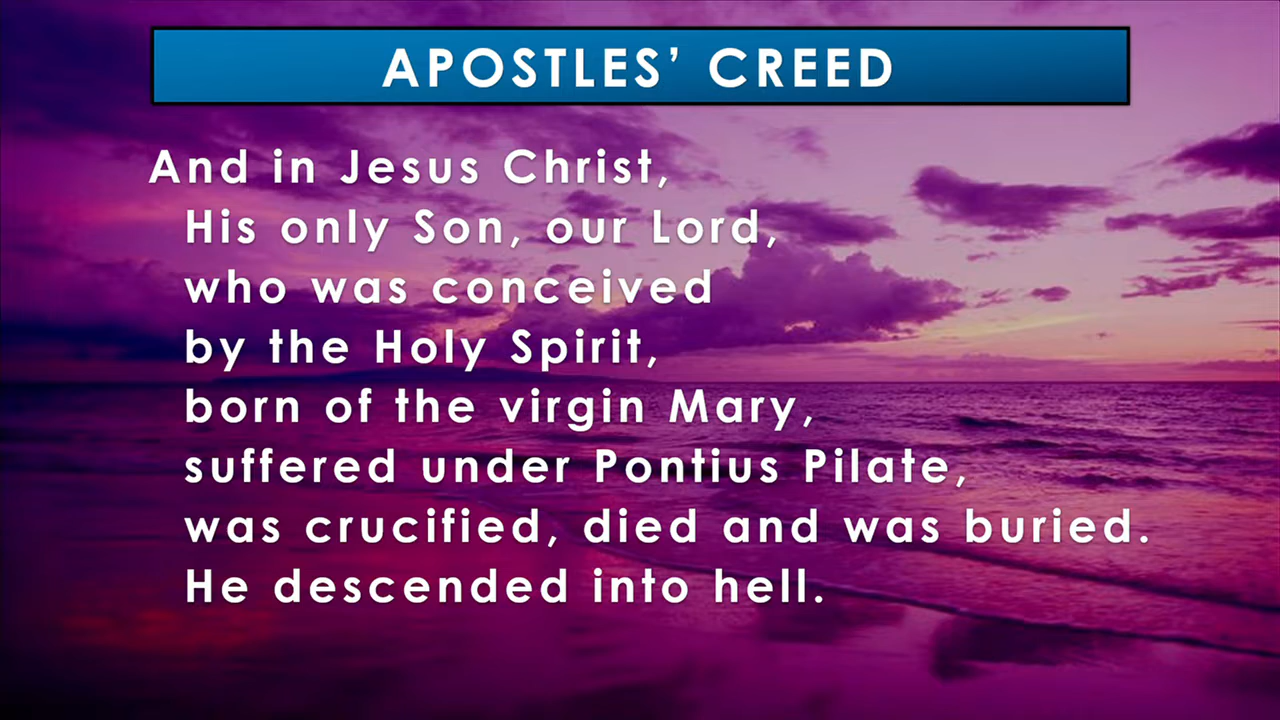 APOSTLES’ CREED
And in Jesus Christ,
His only Son, our Lord,
who was conceived
by the Holy Spirit,
born of the virgin Mary,
suffered under Pontius Pilate,
was crucified, died and was buried.
He descended into hell.